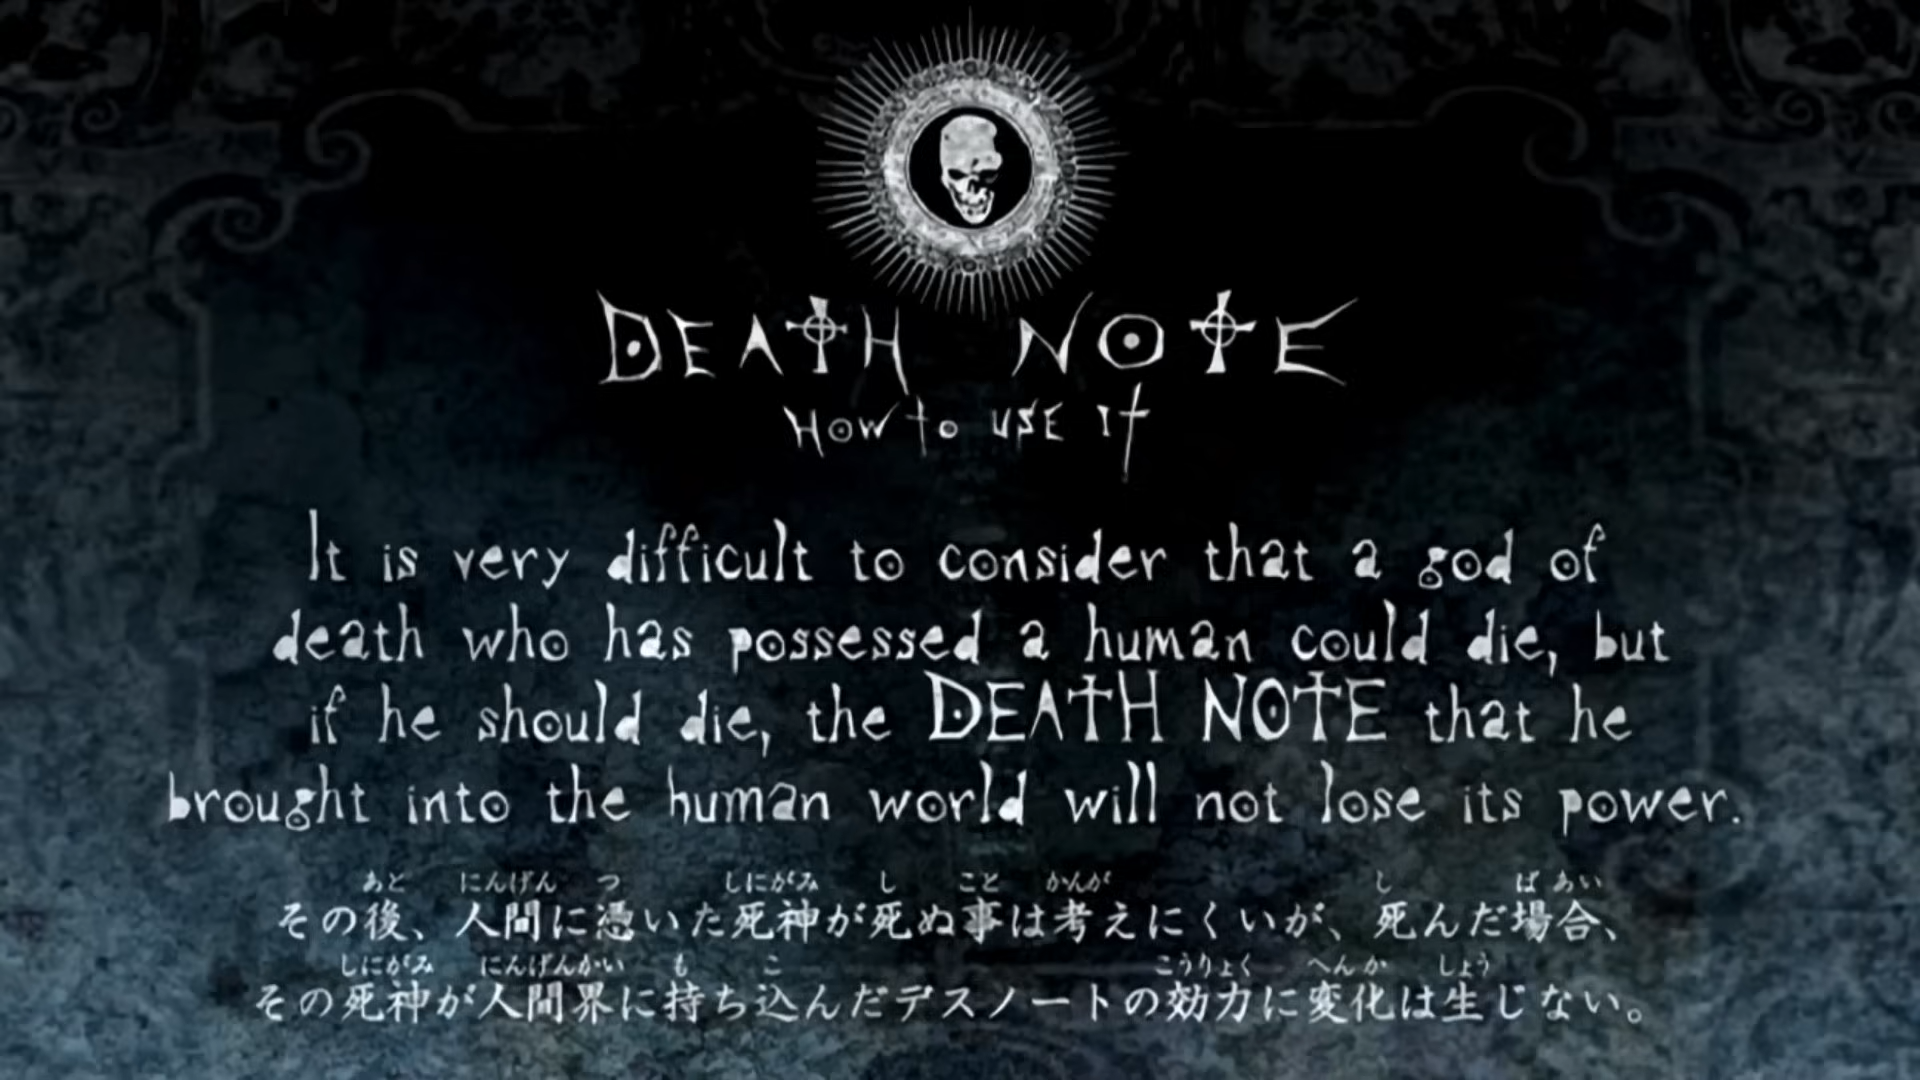 DEATH NOTE
HOW to USE It
It is very difficult to consider that a god of
death who has possessed a human could die, but
if he should die, the DEATH NOTE that he
brought into the human world will not lose its power.
あと にんげん つ しにがみ し こと かんが し ば あい
その後、人間に憑いた死神が死ぬ事は考えにくいが、死んだ場合、
しにがみ にんげんかい も こ こうりょく へん か しょう
その死神が人間界に持ち込んだデスノートの効力に変化は生じない。